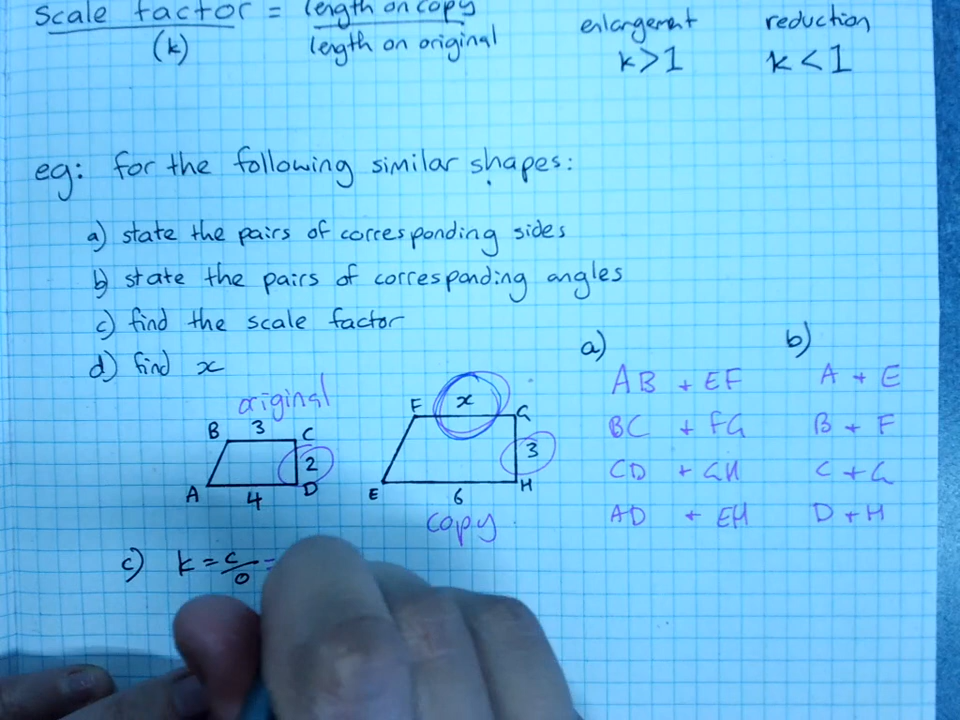 Scale factor = length on copy
(k) length on original
enlargement reduction
k>1 k<1
eg: for the following similar shapes:
a) state the pairs of corresponding sides
b) state the pairs of corresponding angles
c) find the scale factor
d) find x
original
B 3 C
2
A 4 D
F x G
3
E 6 H
copy
a)
AB + EF
BC + FG
CD + GH
AD + EH
b)
A + E
B + F
C + G
D + H
c) k = c/o =